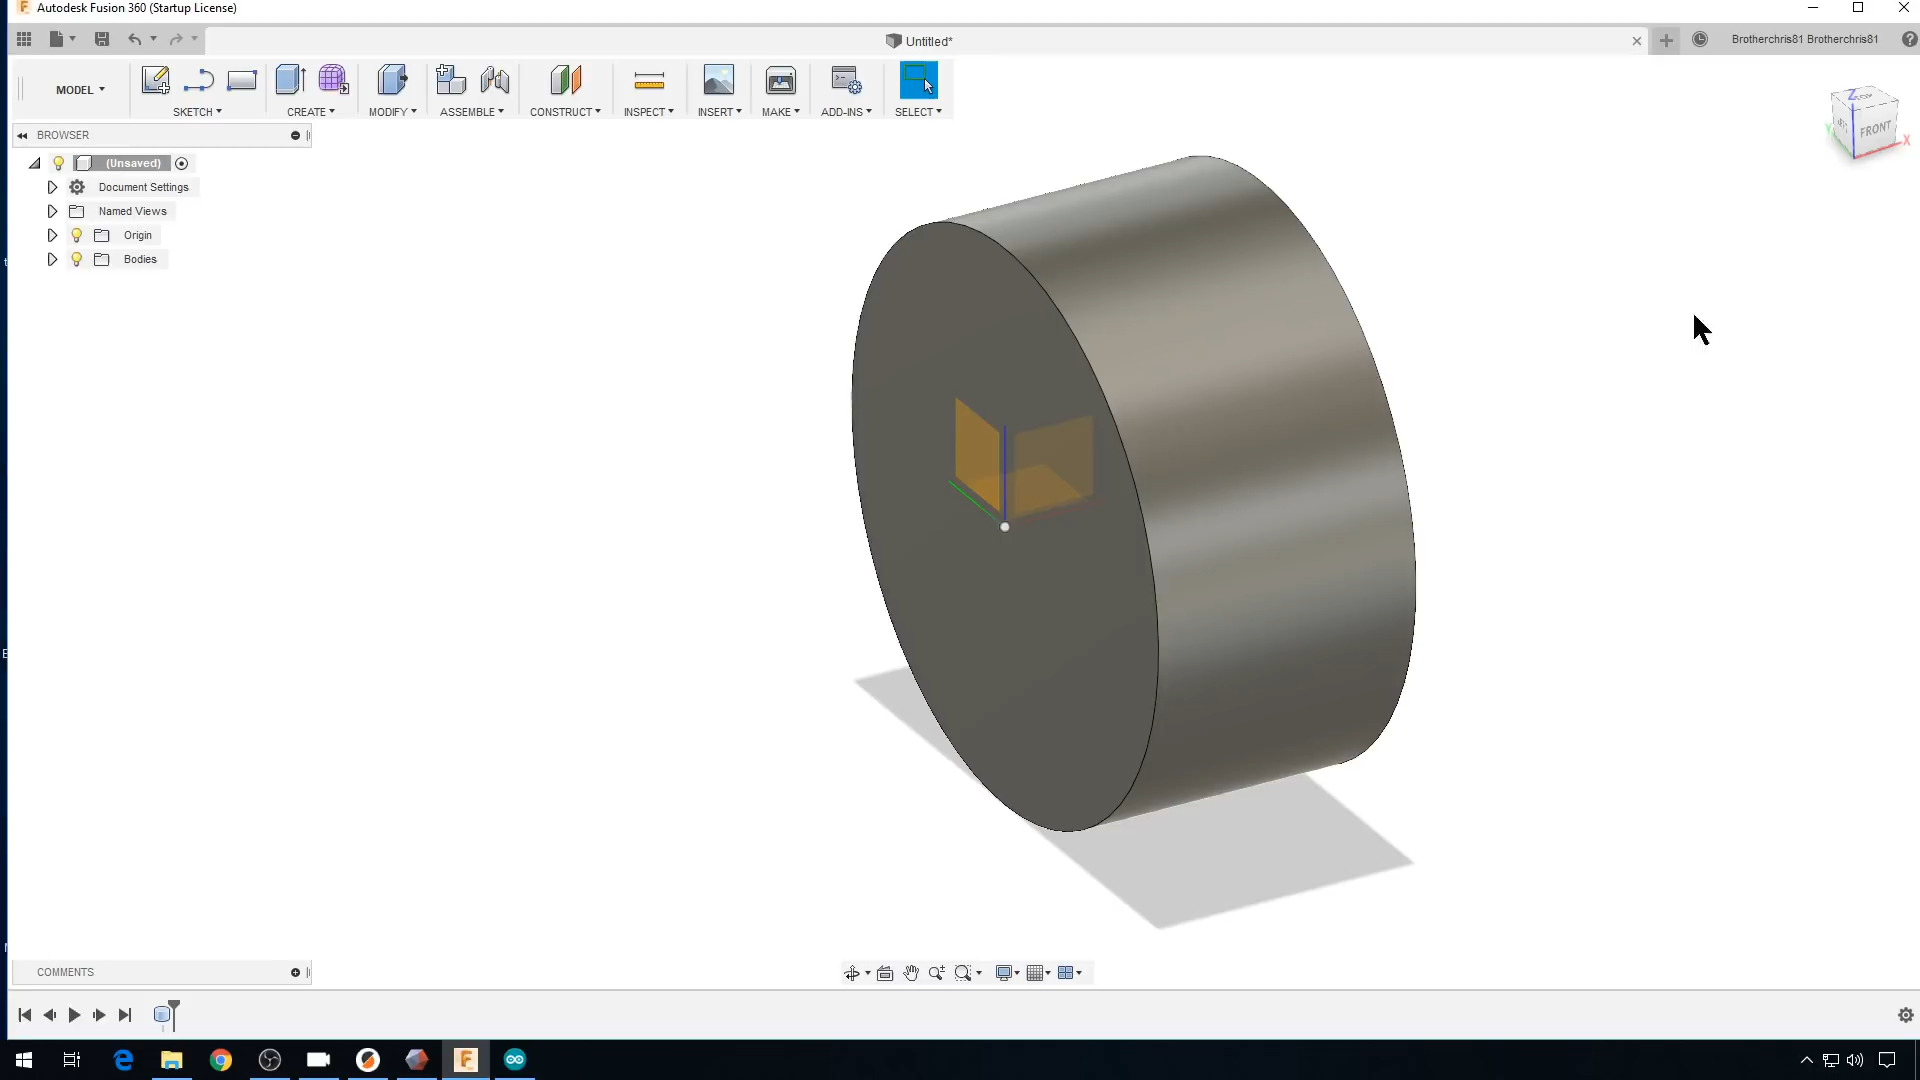 Autodesk Fusion 360 (Startup License)
Untitled*
Brotherchris81 Brotherchris81
MODEL
SKETCH
CREATE
MODIFY
ASSEMBLE
CONSTRUCT
INSPECT
INSERT
MAKE
ADD-INS
SELECT
BROWSER
(Unsaved)
Document Settings
Named Views
Origin
Bodies
Z
TOP
FRONT
X
COMMENTS